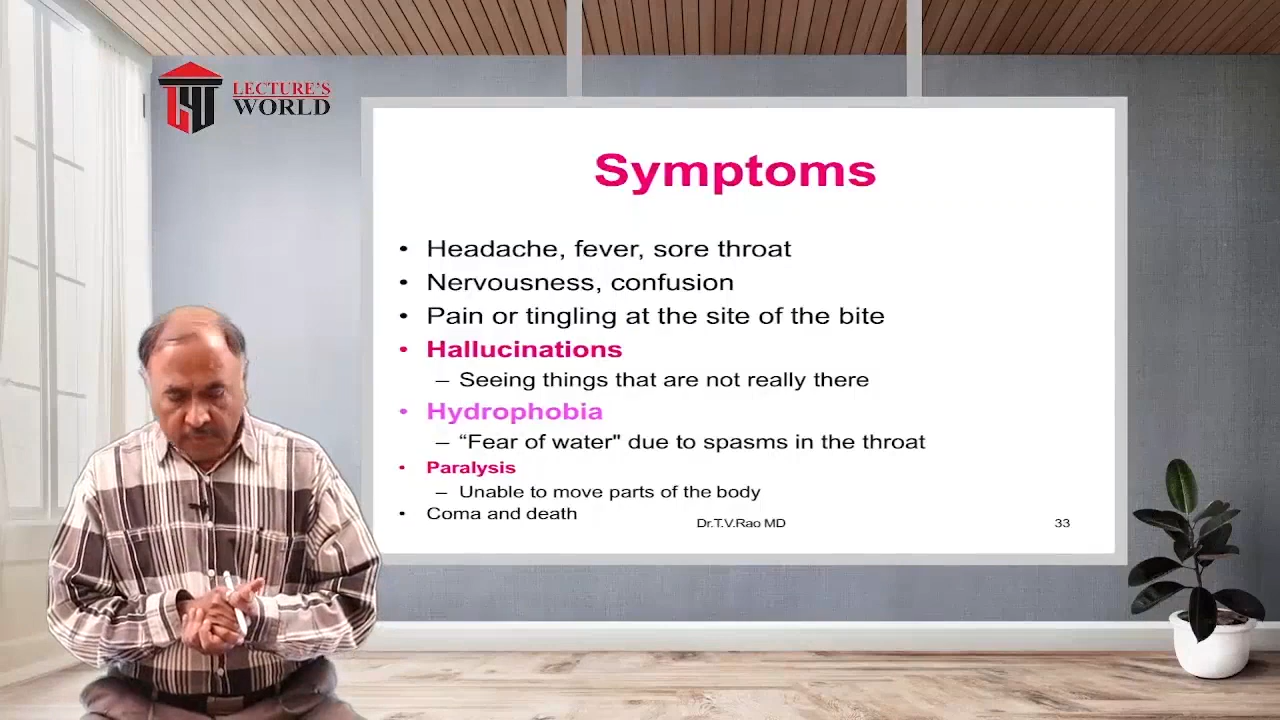 LECTURE'S
WORLD
Symptoms
• Headache, fever, sore throat
• Nervousness, confusion
• Pain or tingling at the site of the bite
• Hallucinations
– Seeing things that are not really there
• Hydrophobia
– “Fear of water" due to spasms in the throat
• Paralysis
– Unable to move parts of the body
• Coma and death
Dr.T.V.Rao MD
33